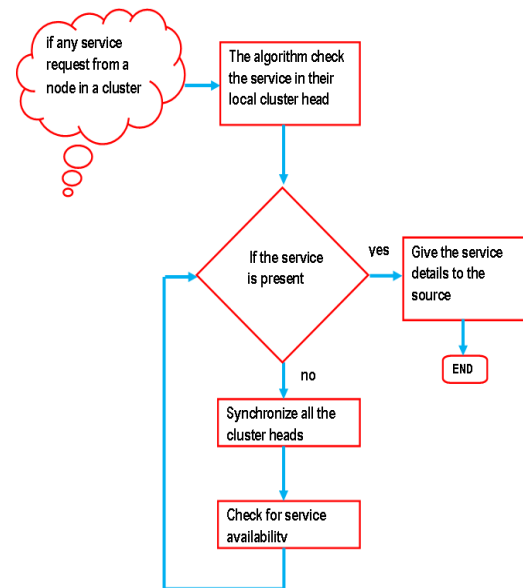 if any service
request from a
node in a cluster
The algorithm check
the service in their
local cluster head
If the service
is present
yes
Give the service
details to the
source
END
no
Synchronize all the
cluster heads
Check for service
availability